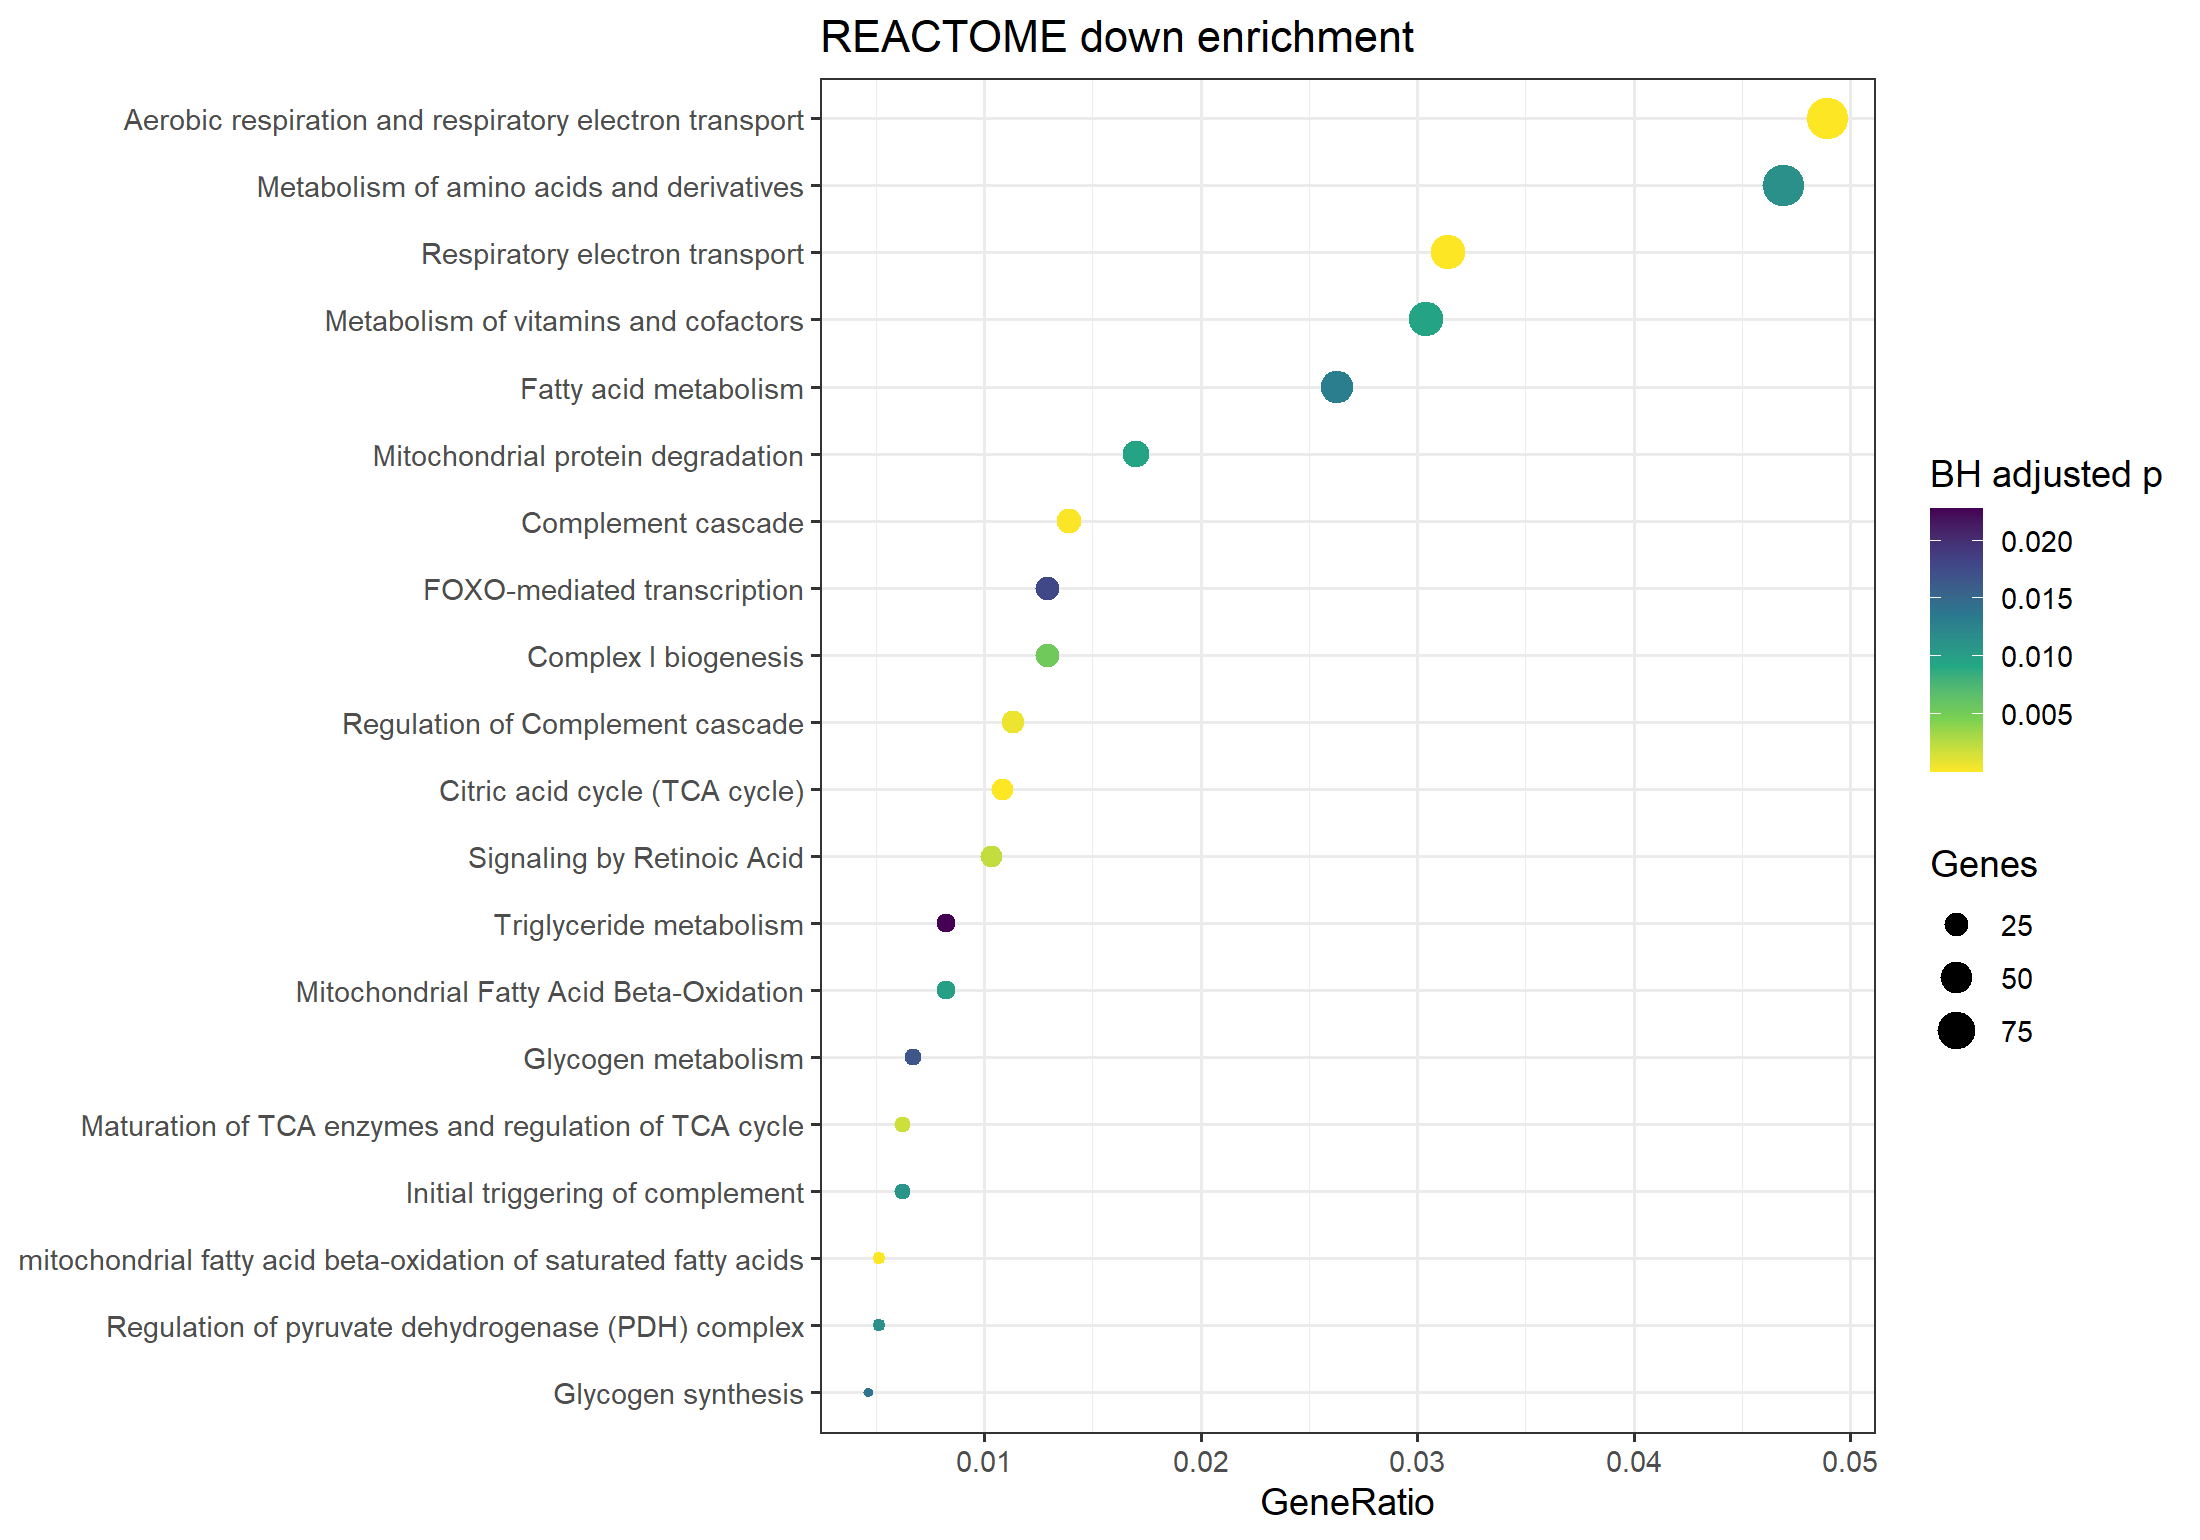 REACTOME down enrichment
Aerobic respiration and respiratory electron transport
Metabolism of amino acids and derivatives
Respiratory electron transport
Metabolism of vitamins and cofactors
Fatty acid metabolism
Mitochondrial protein degradation
Complement cascade
FOXO-mediated transcription
Complex I biogenesis
Regulation of Complement cascade
Citric acid cycle (TCA cycle)
Signaling by Retinoic Acid
Triglyceride metabolism
Mitochondrial Fatty Acid Beta-Oxidation
Glycogen metabolism
Maturation of TCA enzymes and regulation of TCA cycle
Initial triggering of complement
mitochondrial fatty acid beta-oxidation of saturated fatty acids
Regulation of pyruvate dehydrogenase (PDH) complex
Glycogen synthesis
0.01 0.02 0.03 0.04 0.05
GeneRatio
BH adjusted p
0.020
0.015
0.010
0.005
Genes
25
50
75